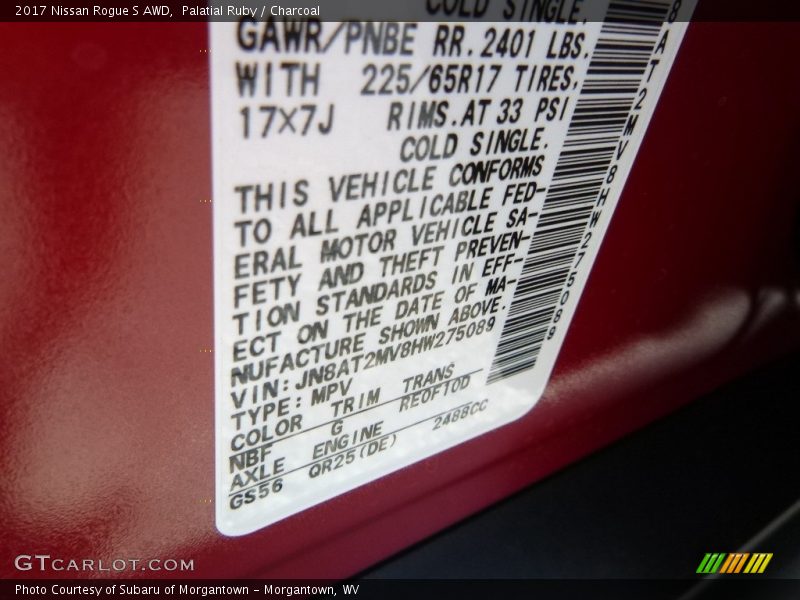 2017 Nissan Rogue S AWD, Palatial Ruby / Charcoal
COLD SINGLE.
GAWR/PNBE RR. 2401 LBS.
WITH 225/65R17 TIRES,
17×7J RIMS. AT 33 PSI
COLD SINGLE.
THIS VEHICLE CONFORMS
TO ALL APPLICABLE FED-
ERAL MOTOR VEHICLE SA-
FETY AND THEFT PREVEN-
TION STANDARDS IN EFF-
ECT ON THE DATE OF MA-
NUFACTURE SHOWN ABOVE.
VIN: JN8AT2MV8HW275089
TYPE: MPV
COLOR TRIM TRANS
NBF G RE0F10D
AXLE ENGINE
GS56 QR25(DE) 2488CC
8AT2MV8HW275089
GTCARLOT.COM
Photo Courtesy of Subaru of Morgantown - Morgantown, WV